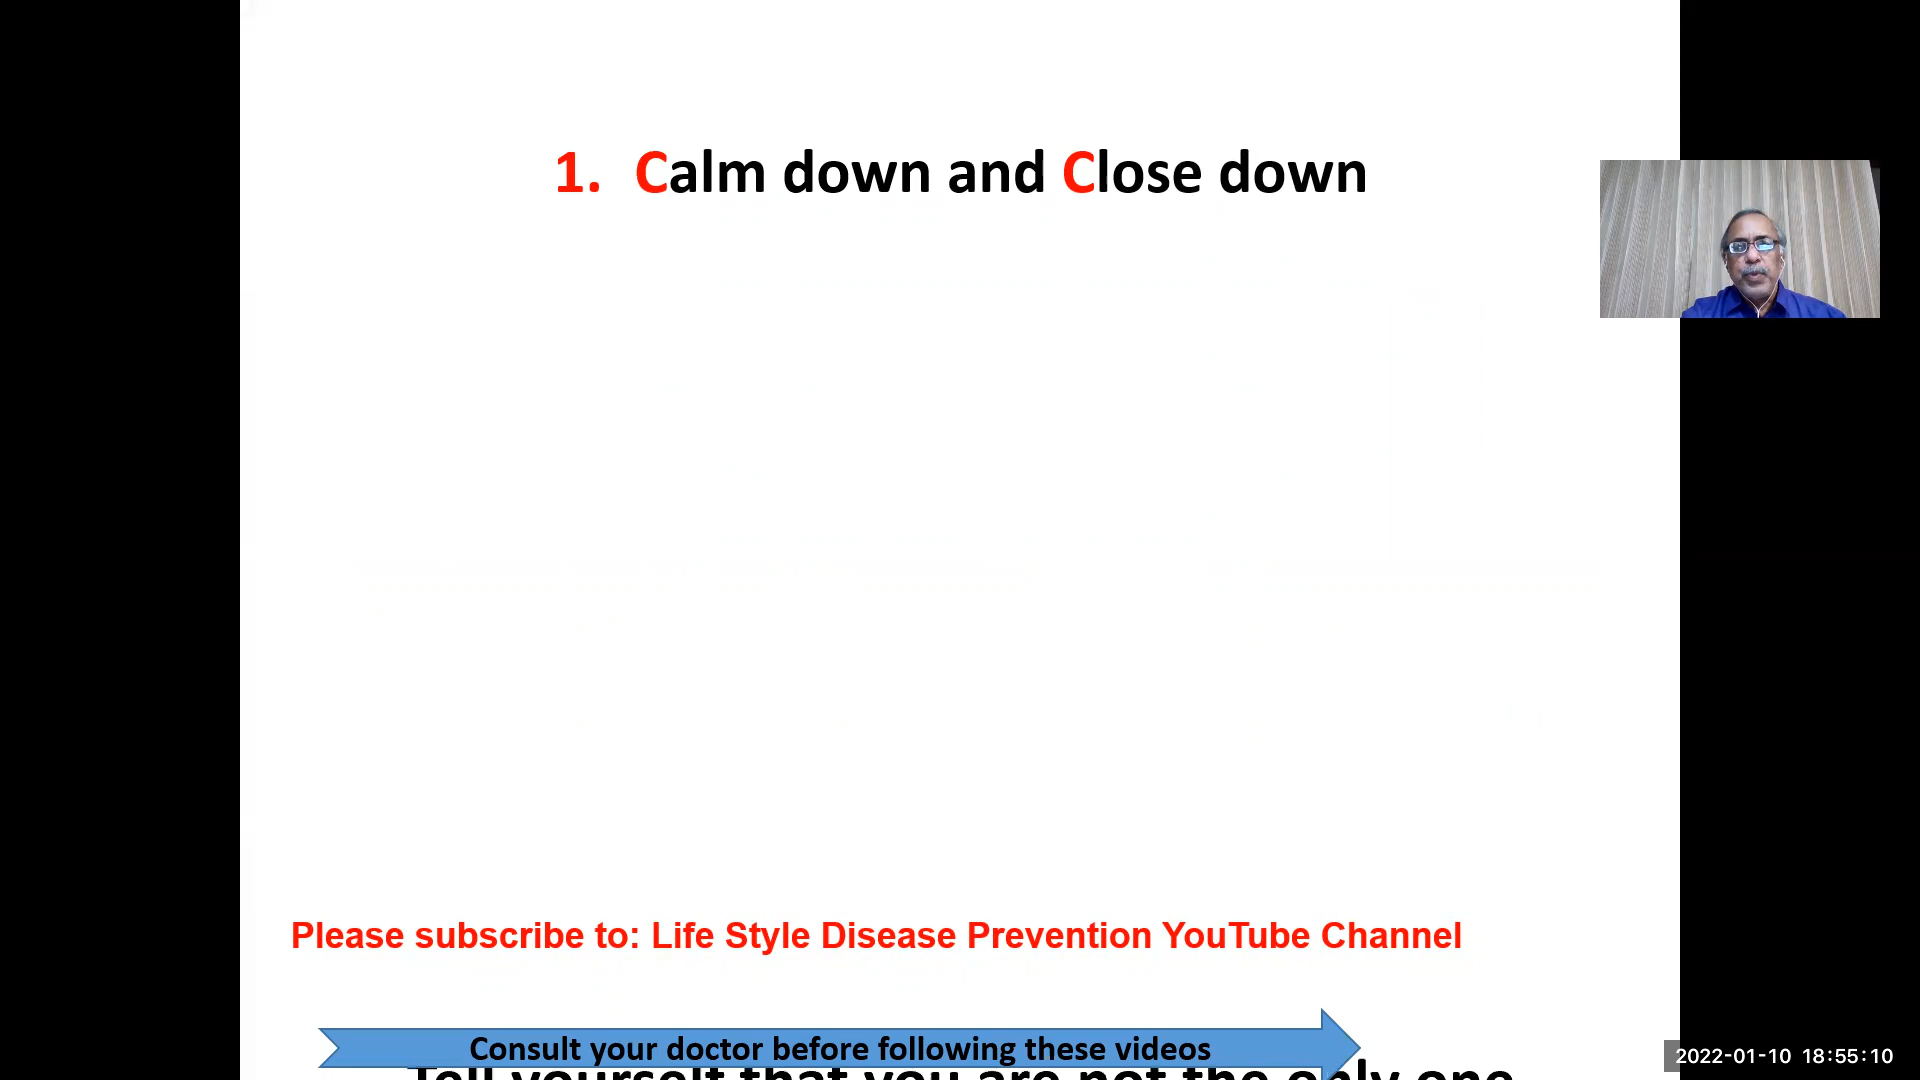 1. Calm down and Close down
Please subscribe to: Life Style Disease Prevention YouTube Channel
Consult your doctor before following these videos
Tell yourself that you are not the only one
2022-01-10 18:55:10